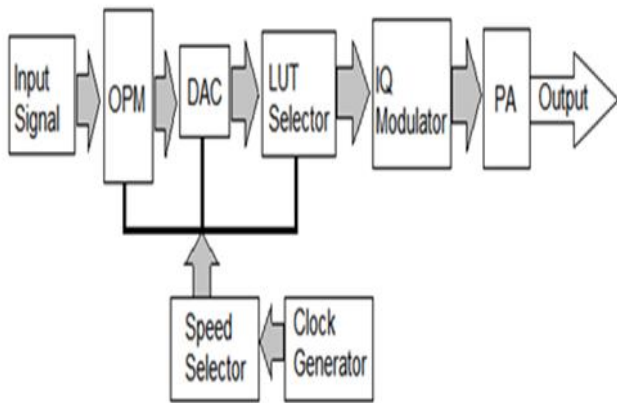 Input
Signal
OPM
DAC
LUT
Selector
IQ
Modulator
PA
Output
Speed
Selector
Clock
Generator